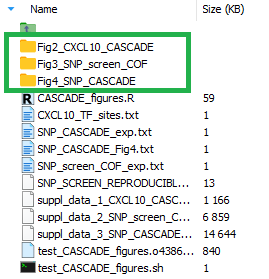 Name Size (KB)
Fig2_CXCL10_CASCADE
Fig3_SNP_screen_COF
Fig4_SNP_CASCADE
CASCADE_figures.R 59
CXCL10_TF_sites.txt 1
SNP_CASCADE_exp.txt 1
SNP_CASCADE_Fig4.txt 1
SNP_screen_COF_exp.txt 1
SNP_SCREEN_REPRODUCIBL... 13
suppl_data_1_CXCL10_CASC... 1 166
suppl_data_2_SNP_screen_C... 6 859
suppl_data_3_SNP_CASCAD... 14 644
test_CASCADE_figures.o4386... 840
test_CASCADE_figures.sh 1